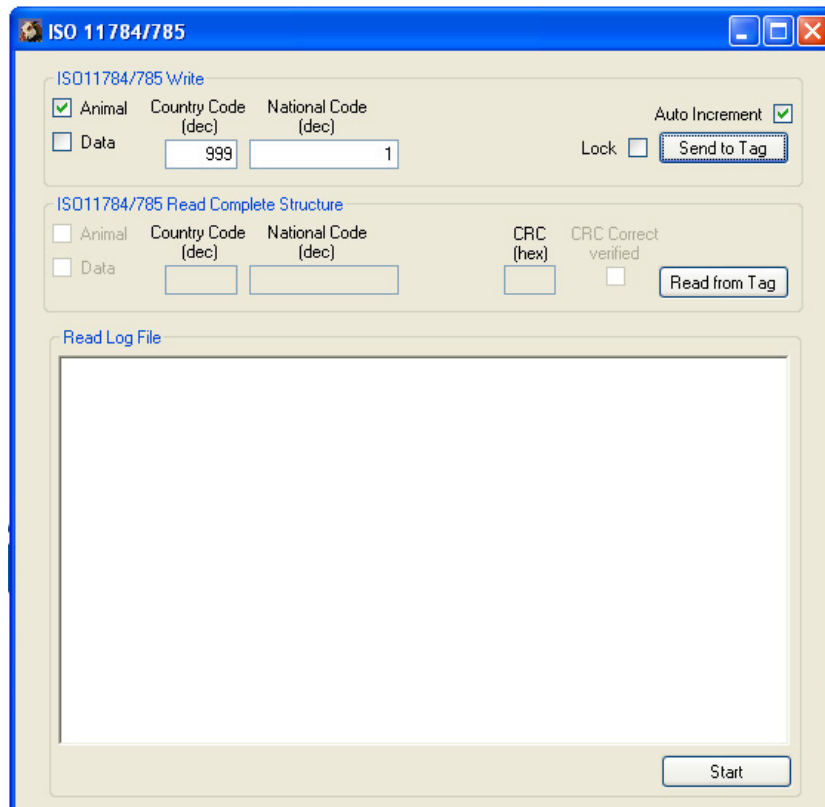 ISO 11784/785
ISO11784/785 Write
Animal
Country Code
(dec)
National Code
(dec)
Auto Increment
Data
999
1
Lock
Send to Tag
ISO11784/785 Read Complete Structure
Animal
Country Code
(dec)
National Code
(dec)
CRC
(hex)
CRC Correct
verified
Data
Read from Tag
Read Log File
Start